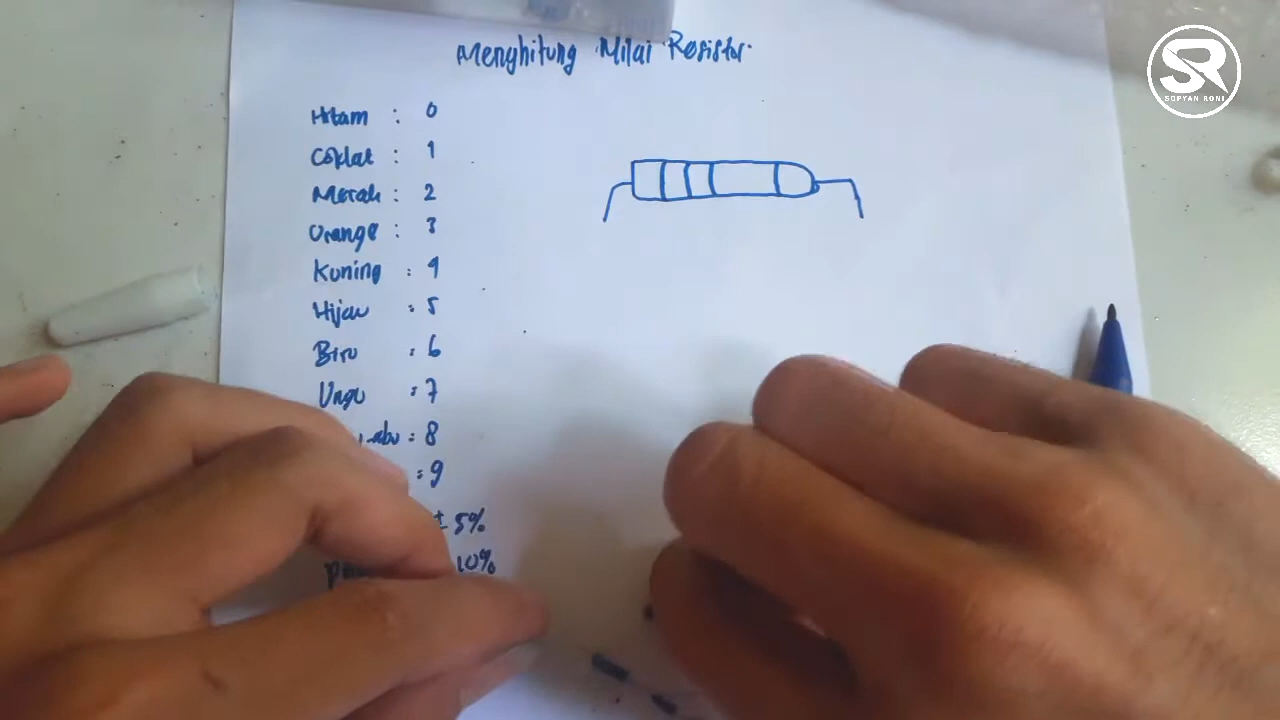 Menghitung Nilai Resistor
Hitam : 0
Coklat : 1
Merah : 2
Orange : 3
Kuning : 4
Hijau : 5
Biru : 6
Ungu : 7
-abu = 8
= 9
± 5%
10%
SR
SOPYAN RONI